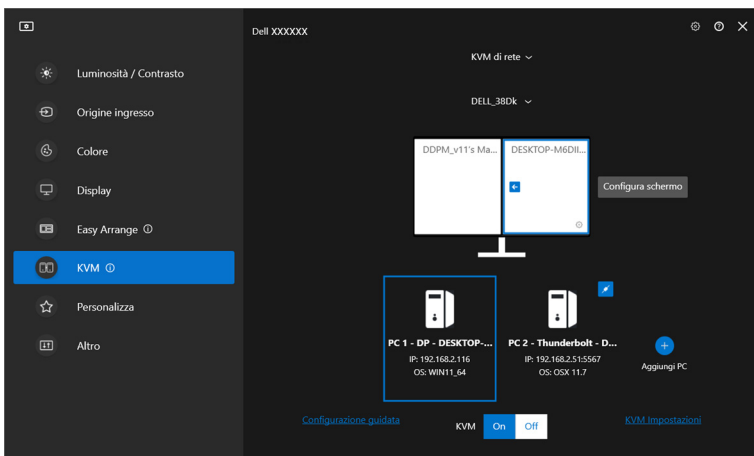 Dell XXXXXX
Luminosità / Contrasto
Origine ingresso
Colore
Display
Easy Arrange
KVM
Personalizza
Altro
KVM di rete
DELL_38Dk
DDPM_v11's Ma...
DESKTOP-M6DII...
Configura schermo
PC 1 - DP - DESKTOP-...
IP: 192.168.2.116
OS: WIN11_64
PC 2 - Thunderbolt - D...
IP: 192.168.2.51:5567
OS: OSX 11.7
Aggiungi PC
Configurazione guidata
KVM On Off
KVM Impostazioni